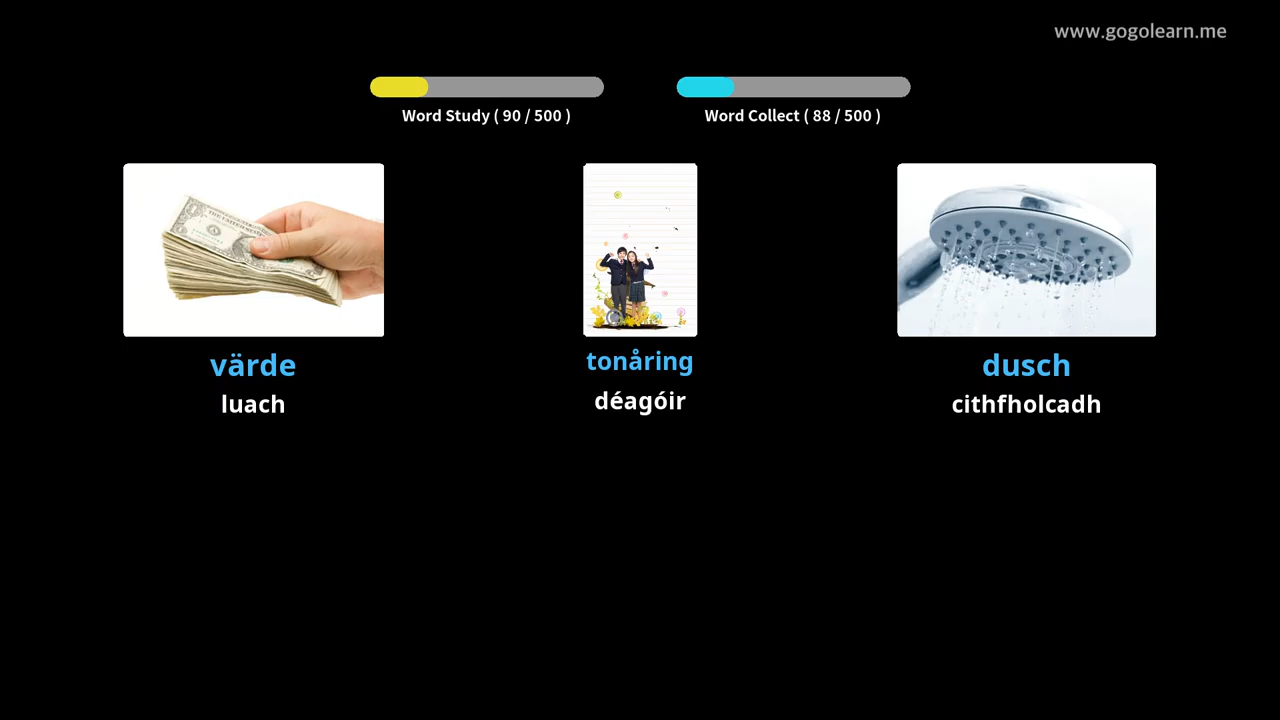 www.gogolearn.me
Word Study ( 90 / 500 )
Word Collect ( 88 / 500 )
värde
tonåring
dusch
luach
déagóir
cithfholcadh